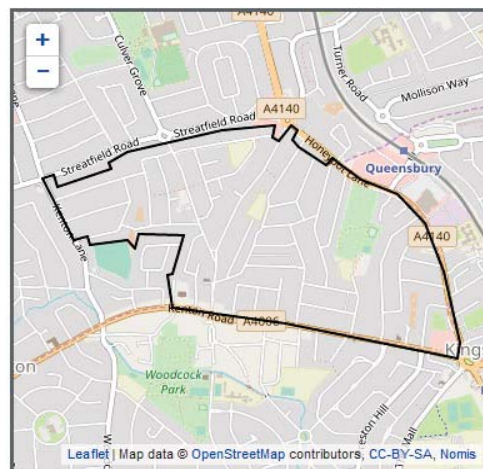 A4140
+
−
Culver Grove
Turner Road
Mollison Way
A4140
Streatfield Road
Streatfield Road
Honeypot Lane
Queensbury
Kenton Lane
A4140
Kenton Road
A4006
Woodcock
Park
Leaflet | Map data © OpenStreetMap contributors, CC-BY-SA, Nomis